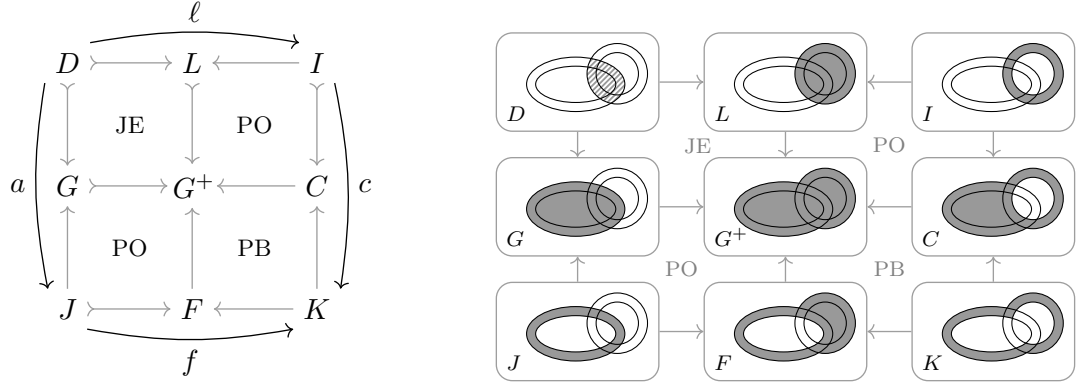 ℓ
D L I
JE PO
a G G⁺ C c
PO PB
J F K
f
D L I
JE PO
G G⁺ C
PO PB
J F K